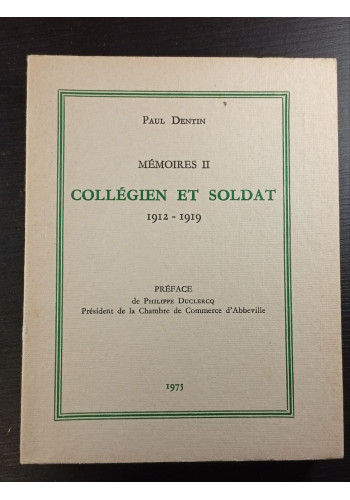 PAUL DENTIN
MÉMOIRES II
COLLÉGIEN ET SOLDAT
1912 - 1919
PRÉFACE
de PHILIPPE DUCLERCQ
Président de la Chambre de Commerce d'Abbeville
1975